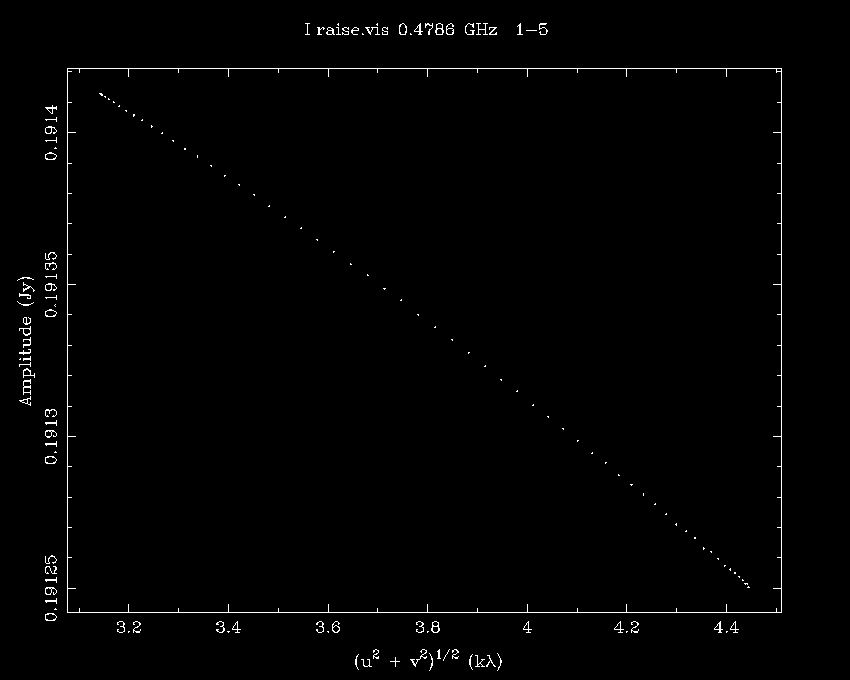 I raise.vis 0.4786 GHz 1-5
Amplitude (Jy)
0.1914
0.19135
0.1913
0.19125
3.2 3.4 3.6 3.8 4 4.2 4.4
(u² + v²)^1/2 (kλ)